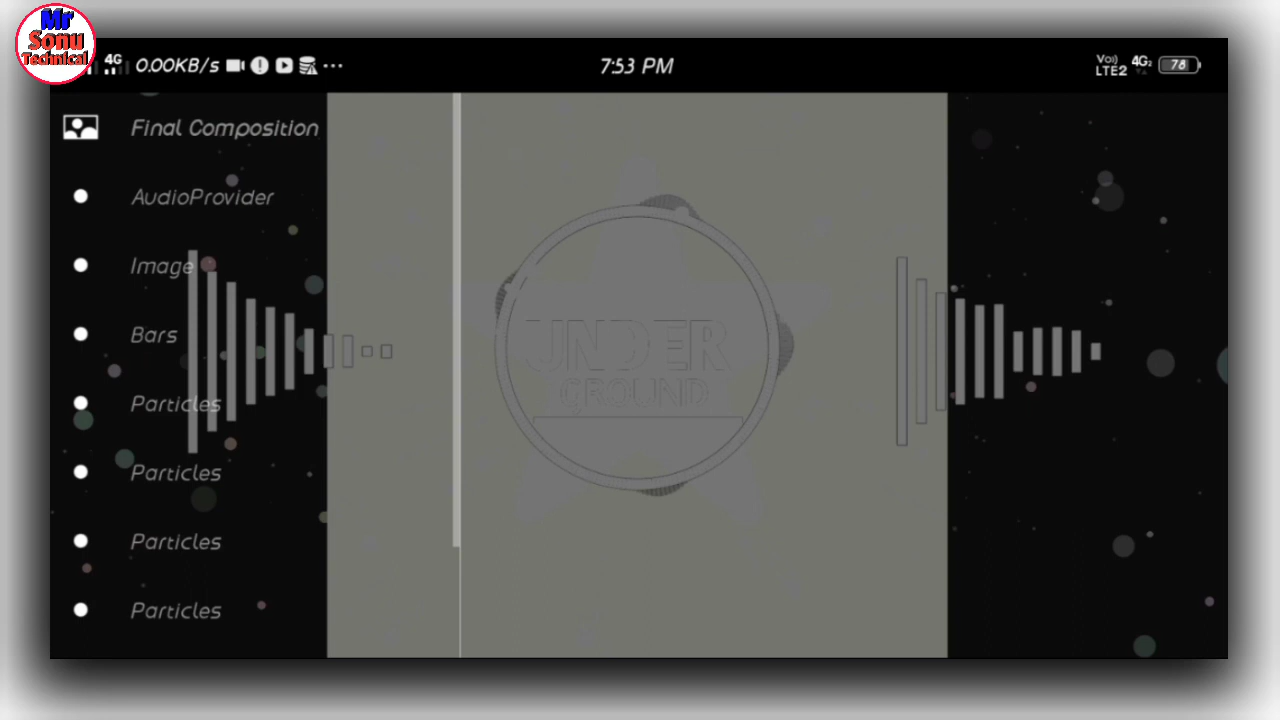 Mr
Sonu
Technical
4G 0.00KB/s ...
7:53 PM
Vo)) LTE2 4G2 78
Final Composition
AudioProvider
Image
Bars
Particles
Particles
Particles
Particles
UNDER
GROUND